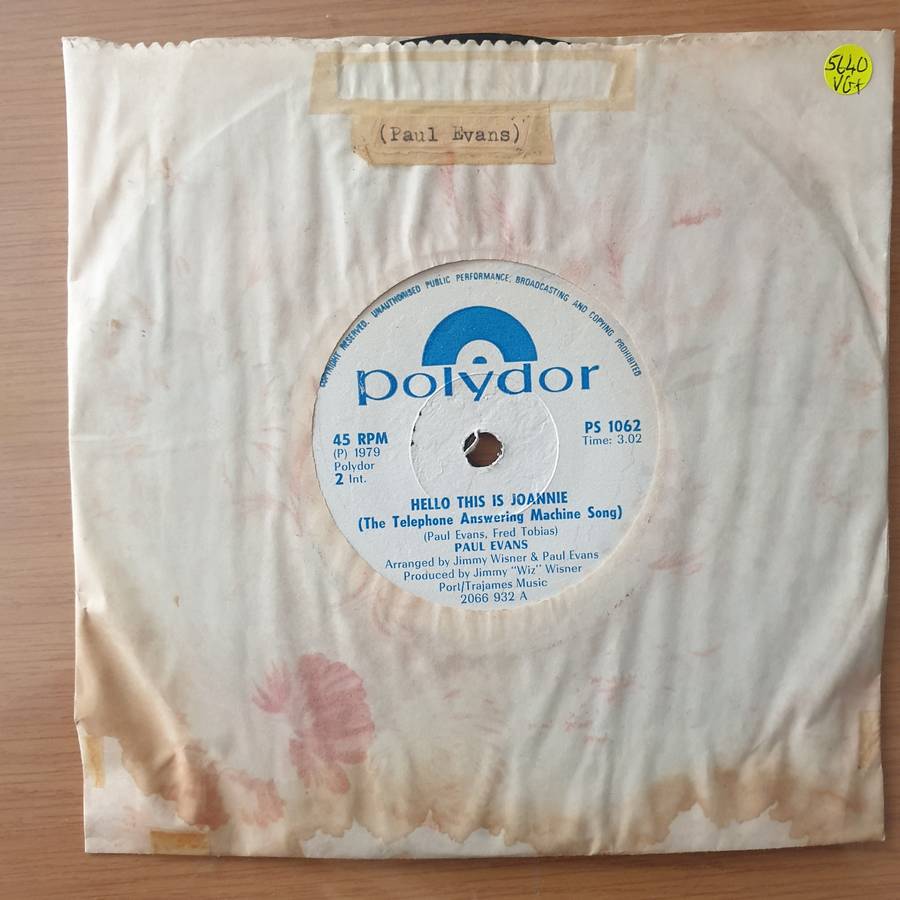 5640
VG+
(Paul Evans)
COPYRIGHT RESERVED. UNAUTHORISED PUBLIC PERFORMANCE, BROADCASTING AND COPYING PROHIBITED
polydor
45 RPM
(P) 1979
Polydor
2 Int.
PS 1062
Time: 3.02
HELLO THIS IS JOANNIE
(The Telephone Answering Machine Song)
(Paul Evans, Fred Tobias)
PAUL EVANS
Arranged by Jimmy Wisner & Paul Evans
Produced by Jimmy "Wiz" Wisner
Port/Trajames Music
2066 932 A